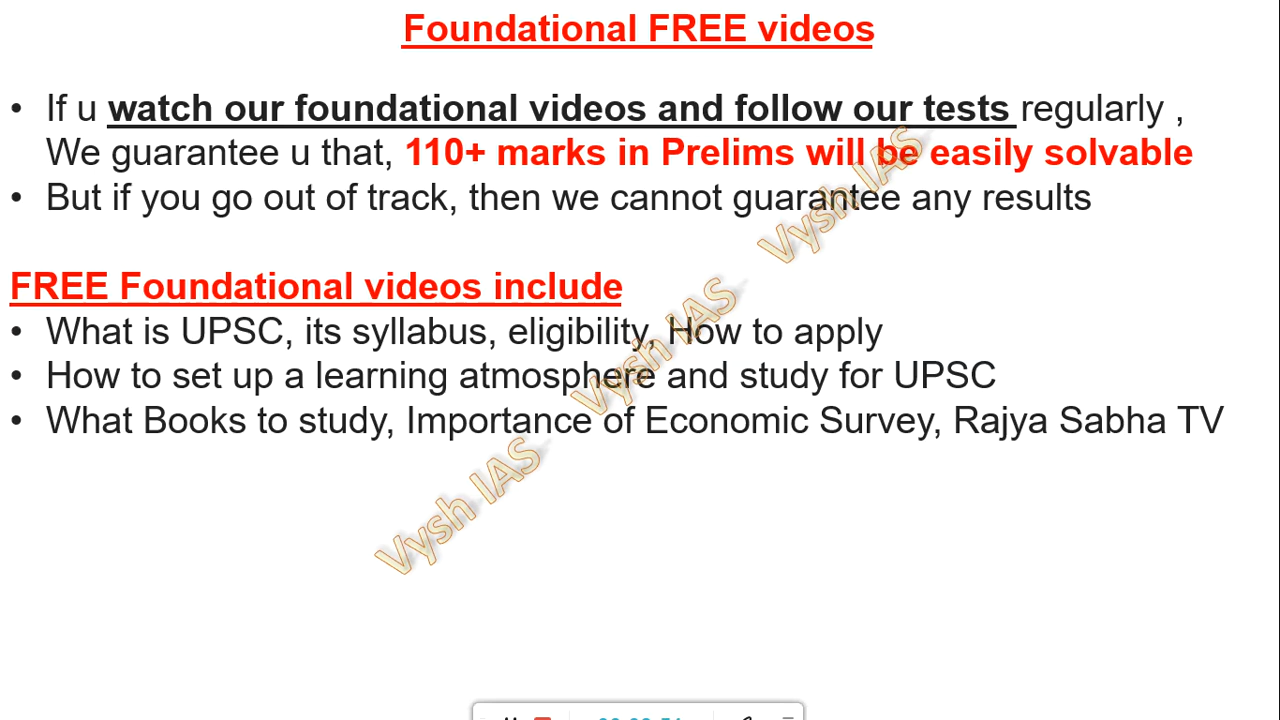 Foundational FREE videos
• If u watch our foundational videos and follow our tests regularly ,
We guarantee u that, 110+ marks in Prelims will be easily solvable
• But if you go out of track, then we cannot guarantee any results
FREE Foundational videos include
• What is UPSC, its syllabus, eligibility, How to apply
• How to set up a learning atmosphere and study for UPSC
• What Books to study, Importance of Economic Survey, Rajya Sabha TV
Vysh IAS
Vysh IAS
Vysh IAS